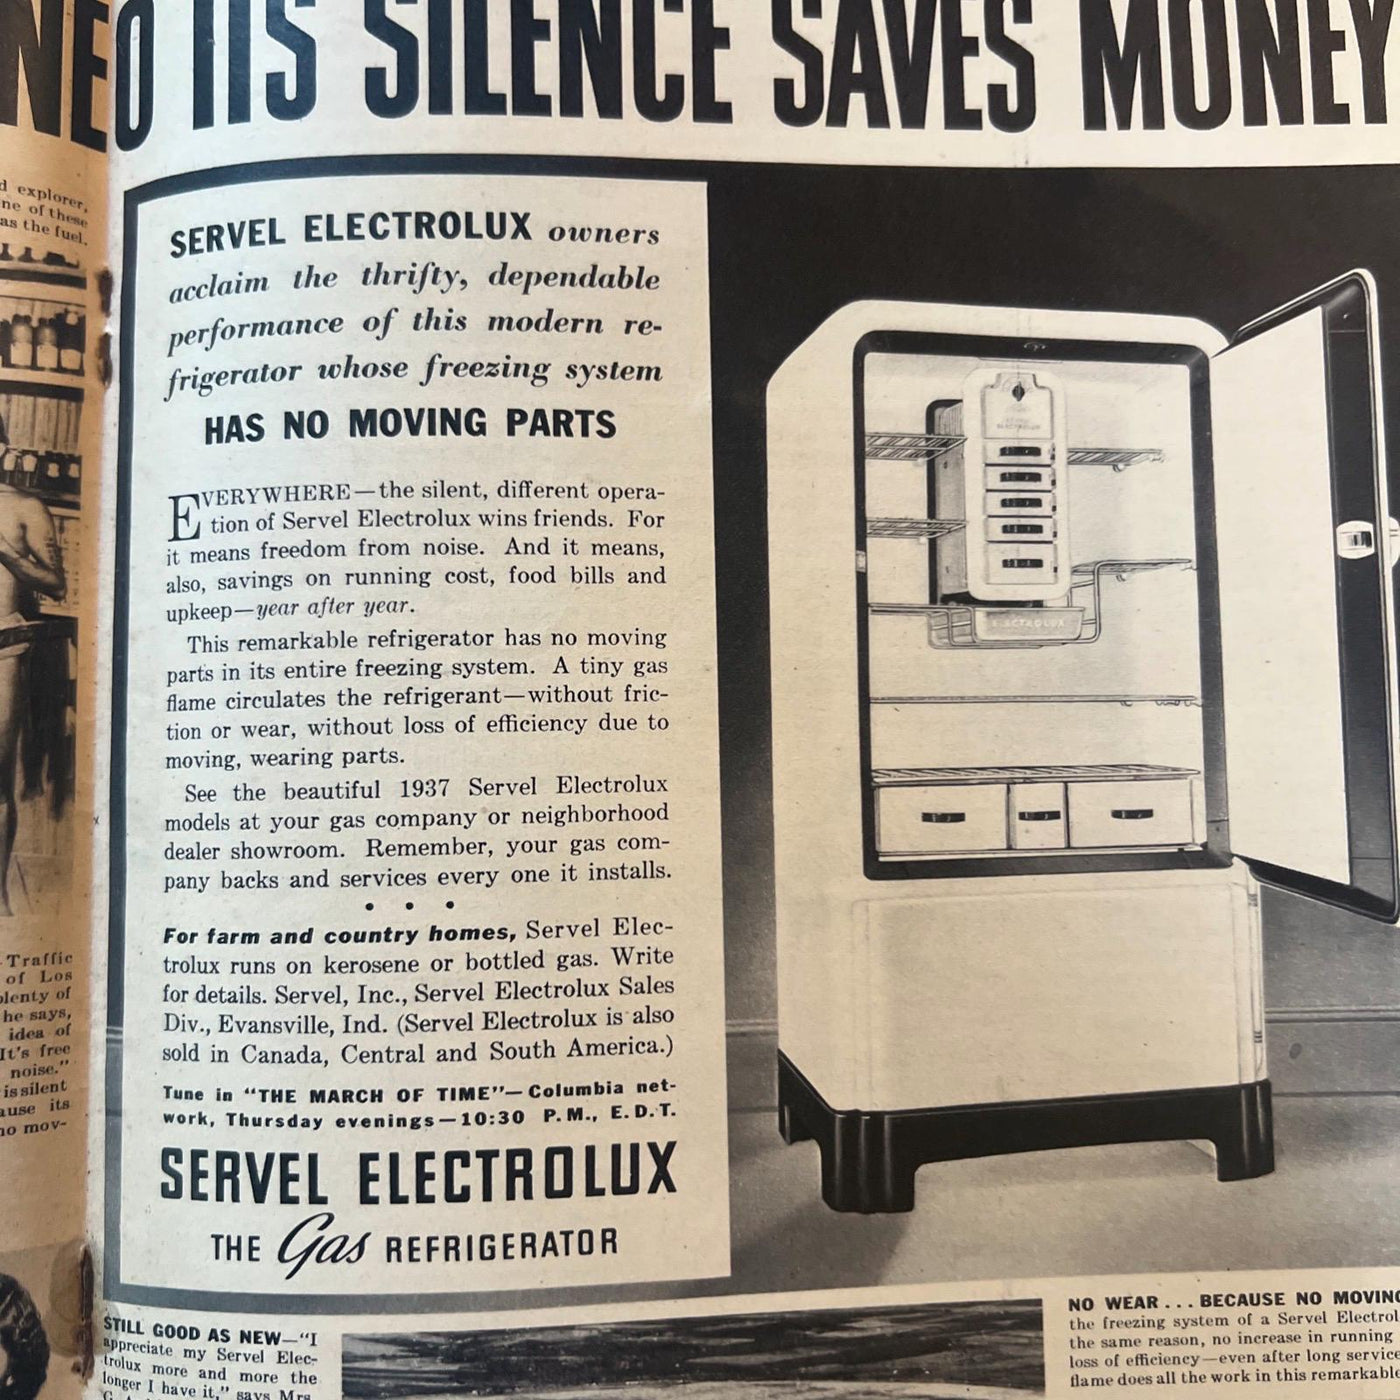 NEO ITS SILENCE SAVES MONEY
d explorer,
ne of these
as the fuel.
Traffic
of Los
plenty of
he says,
idea of
It's free
noise."
is silent
ause its
no mov-
SERVEL ELECTROLUX owners
acclaim the thrifty, dependable
performance of this modern re-
frigerator whose freezing system
HAS NO MOVING PARTS
EVERYWHERE—the silent, different opera-
tion of Servel Electrolux wins friends. For
it means freedom from noise. And it means,
also, savings on running cost, food bills and
upkeep—year after year.
This remarkable refrigerator has no moving
parts in its entire freezing system. A tiny gas
flame circulates the refrigerant—without fric-
tion or wear, without loss of efficiency due to
moving, wearing parts.
See the beautiful 1937 Servel Electrolux
models at your gas company or neighborhood
dealer showroom. Remember, your gas com-
pany backs and services every one it installs.
• • •
For farm and country homes, Servel Elec-
trolux runs on kerosene or bottled gas. Write
for details. Servel, Inc., Servel Electrolux Sales
Div., Evansville, Ind. (Servel Electrolux is also
sold in Canada, Central and South America.)
Tune in "THE MARCH OF TIME"—Columbia net-
work, Thursday evenings—10:30 P.M., E.D.T.
SERVEL ELECTROLUX
THE Gas REFRIGERATOR
ELECTROLUX
ELECTROLUX
STILL GOOD AS NEW—"I
appreciate my Servel Elec-
trolux more and more the
longer I have it," says Mrs.
NO WEAR . . . BECAUSE NO MOVING
the freezing system of a Servel Electrol
the same reason, no increase in running
loss of efficiency—even after long service
flame does all the work in this remarkable